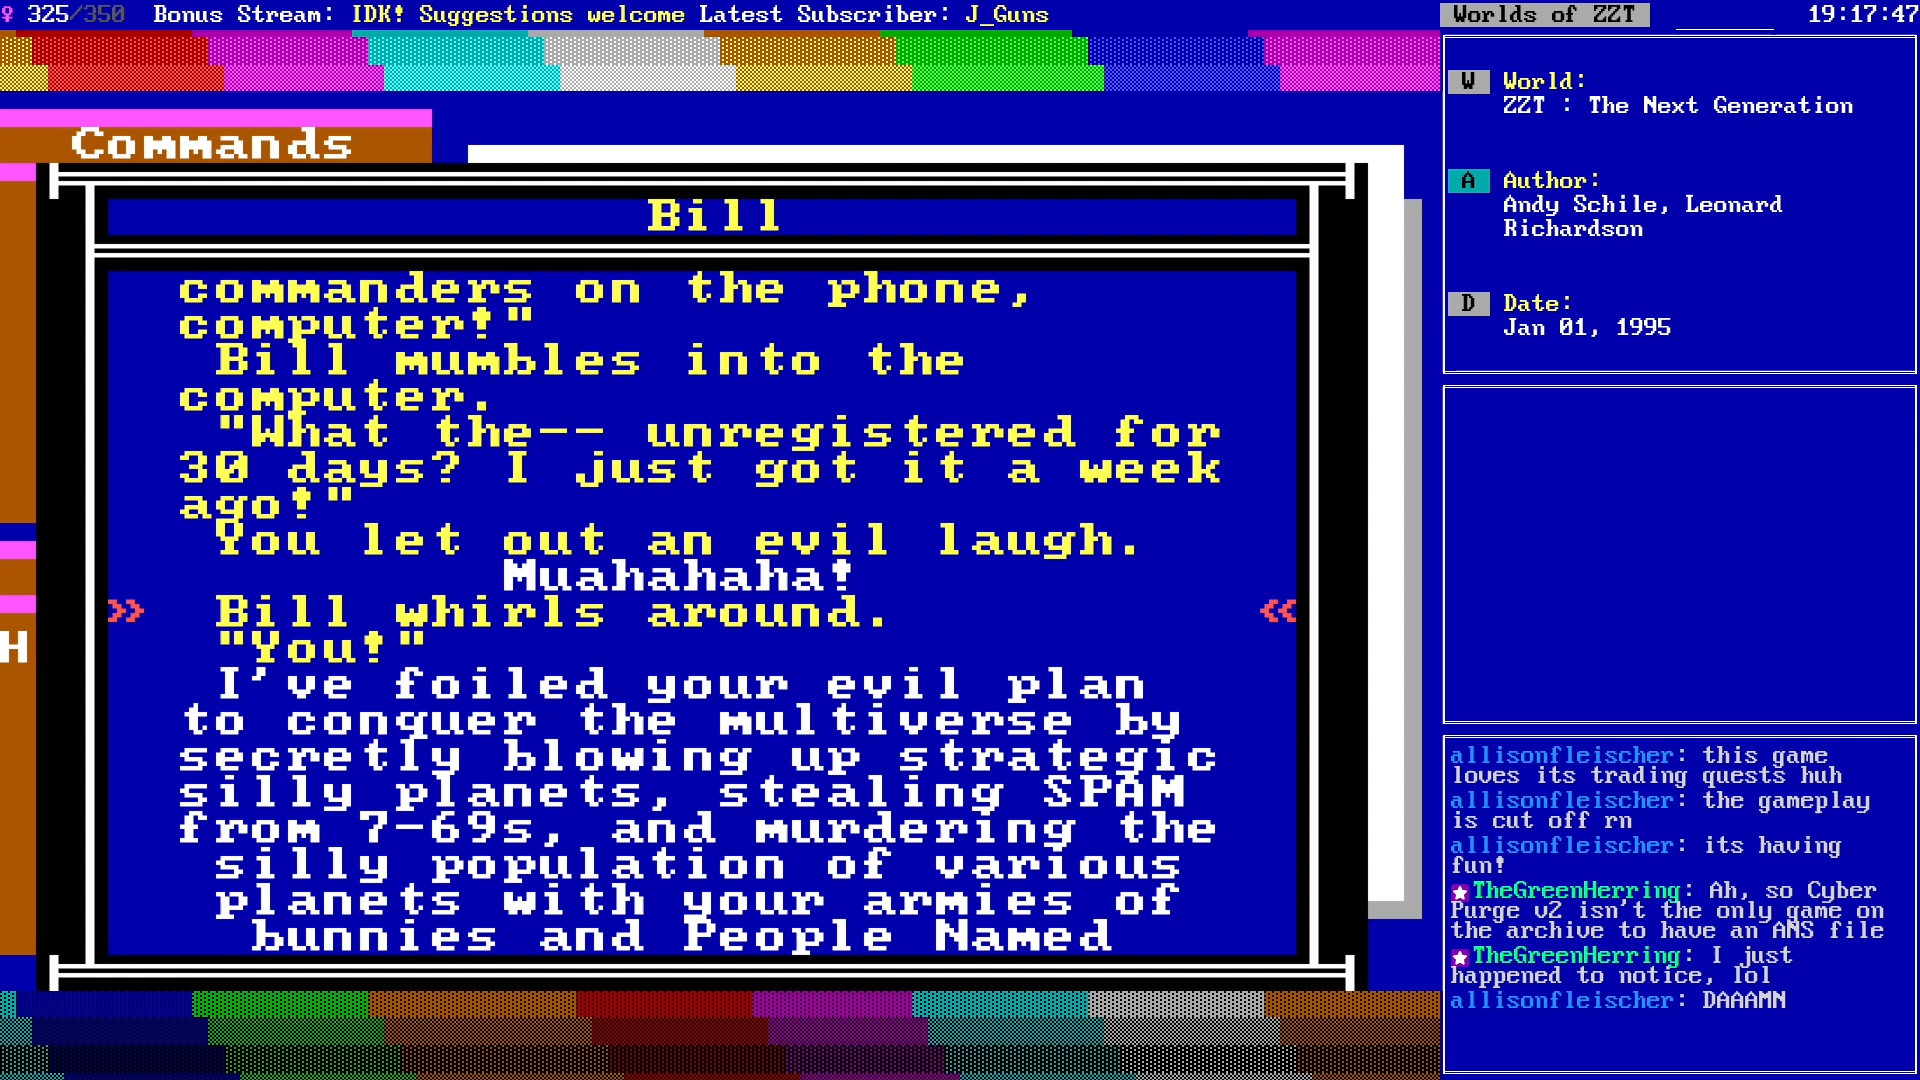 ♀ 325/350 Bonus Stream: IDK! Suggestions welcome Latest Subscriber: J_Guns
Worlds of ZZT
19:17:47
Commands
H
Bill
commanders on the phone,
computer!"
Bill mumbles into the
computer.
"What the-- unregistered for
30 days? I just got it a week
ago!"
You let out an evil laugh.
Muahahaha!
» Bill whirls around. «
"You!"
I've foiled your evil plan
to conquer the multiverse by
secretly blowing up strategic
silly planets, stealing SPAM
from 7-69s, and murdering the
silly population of various
planets with your armies of
bunnies and People Named
W World:
ZZT : The Next Generation
A Author:
Andy Schile, Leonard
Richardson
D Date:
Jan 01, 1995
allisonfleischer: this game
loves its trading quests huh
allisonfleischer: the gameplay
is cut off rn
allisonfleischer: its having
fun!
TheGreenHerring: Ah, so Cyber
Purge v2 isn't the only game on
the archive to have an ANS file
TheGreenHerring: I just
happened to notice, lol
allisonfleischer: DAAAMN